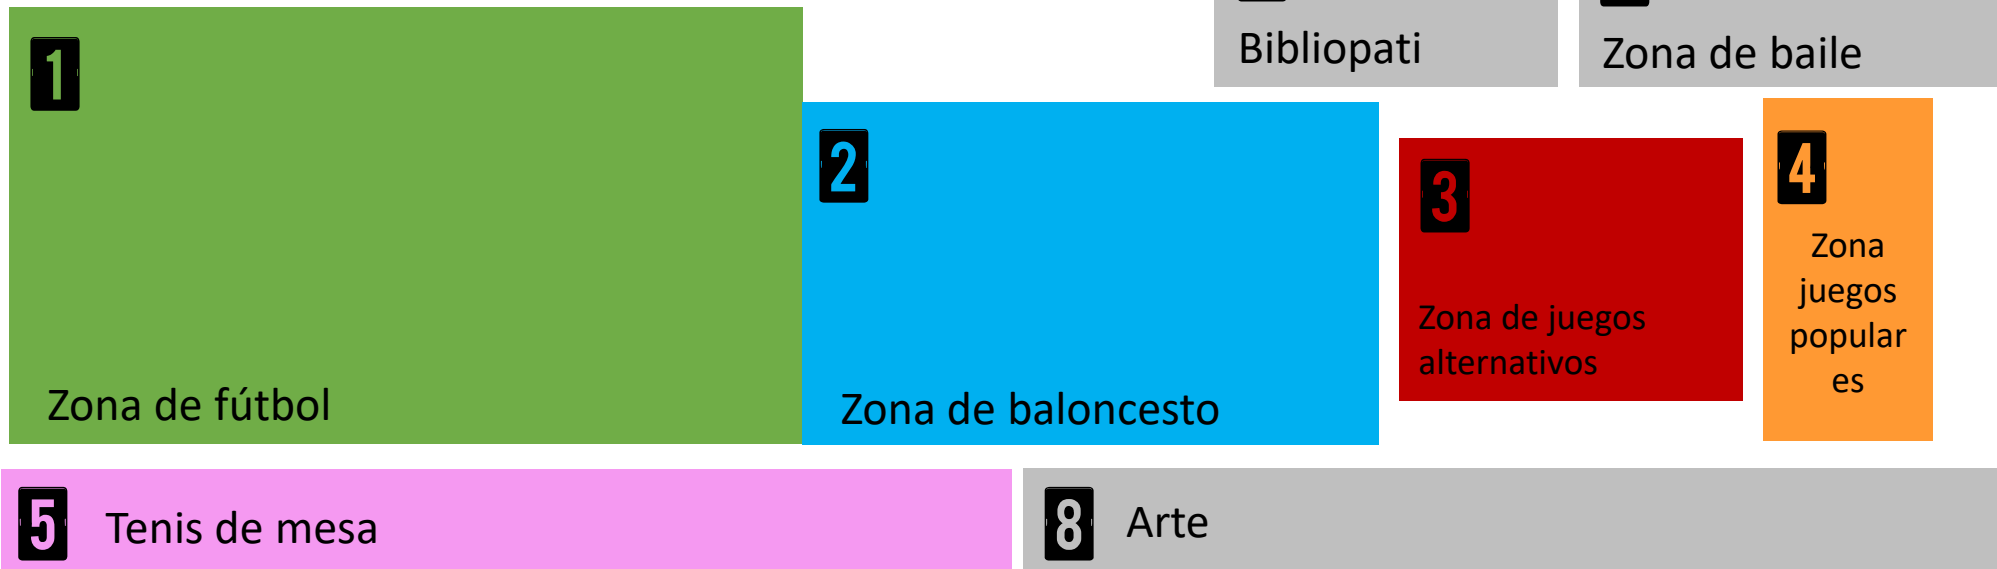 Bibliopati
Zona de baile
1
Zona de fútbol
2
Zona de baloncesto
3
Zona de juegos
alternativos
4
Zona
juegos
popular
es
5
Tenis de mesa
8
Arte